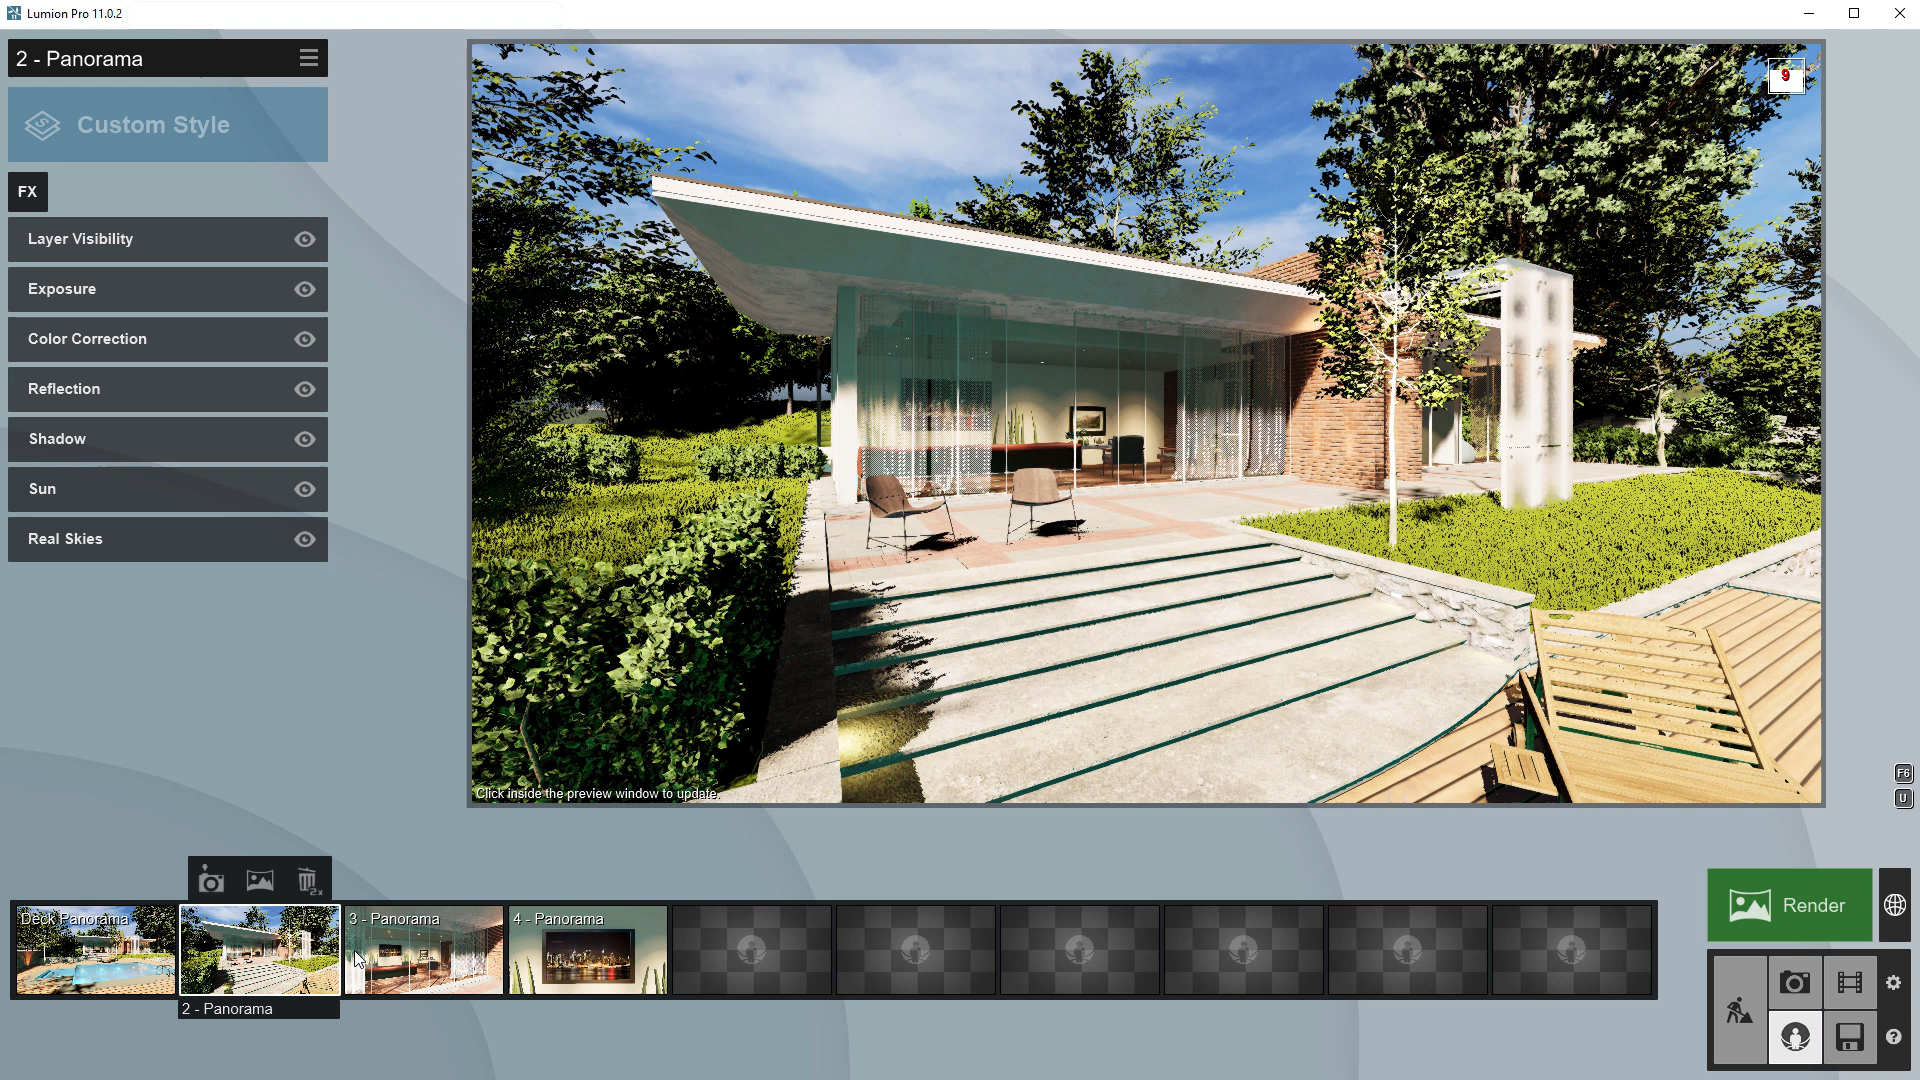 Lumion Pro 11.0.2
2 - Panorama
Custom Style
FX
Layer Visibility
Exposure
Color Correction
Reflection
Shadow
Sun
Real Skies
9
Click inside the preview window to update.
F6
U
2x
Deck Panorama
3 - Panorama
4 - Panorama
2 - Panorama
Render
?